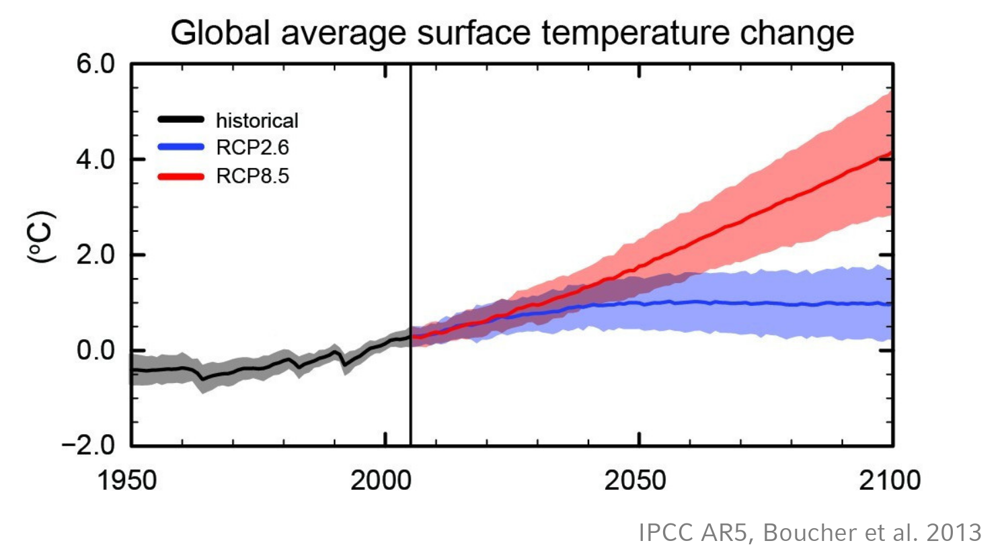 Global average surface temperature change
6.0
historical
RCP2.6
4.0
RCP8.5
(°C)
2.0
0.0
−2.0
1950 2000 2050 2100
IPCC AR5, Boucher et al. 2013